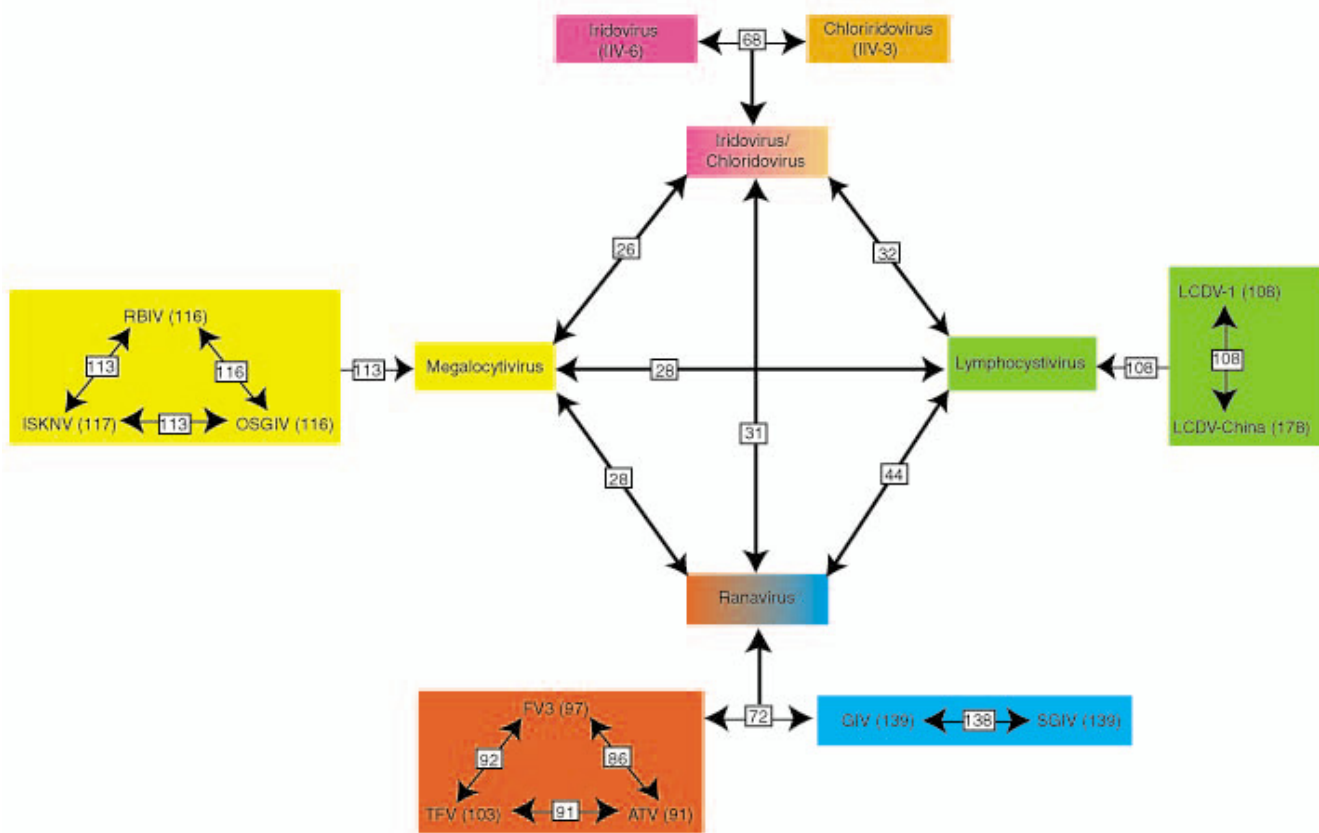 Iridovirus
(IIV-6)
68
Chloriridovirus
(IIV-3)
Iridovirus/
Chloridovirus
26
32
RBIV (116)
113
116
ISKNV (117)
113
OSGIV (116)
113
Megalocytivirus
28
Lymphocystivirus
108
LCDV-1 (108)
108
LCDV-China (178)
31
28
44
Ranavirus
FV3 (97)
92
86
TFV (103)
91
ATV (91)
72
GIV (139)
138
SGIV (139)